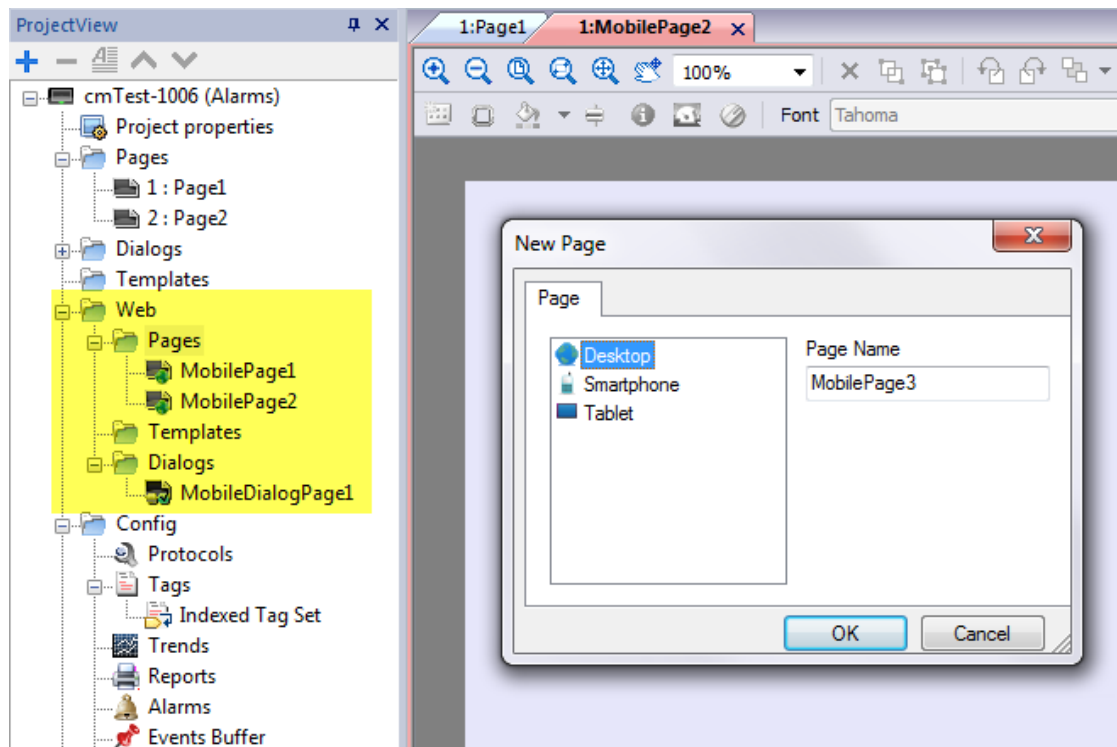 ProjectView
cmTest-1006 (Alarms)
Project properties
Pages
1 : Page1
2 : Page2
Dialogs
Templates
Web
Pages
MobilePage1
MobilePage2
Templates
Dialogs
MobileDialogPage1
Config
Protocols
Tags
Indexed Tag Set
Trends
Reports
Alarms
Events Buffer
1:Page1 1:MobilePage2
100%
Font Tahoma
New Page
Page
Desktop
Smartphone
Tablet
Page Name
MobilePage3
OK Cancel